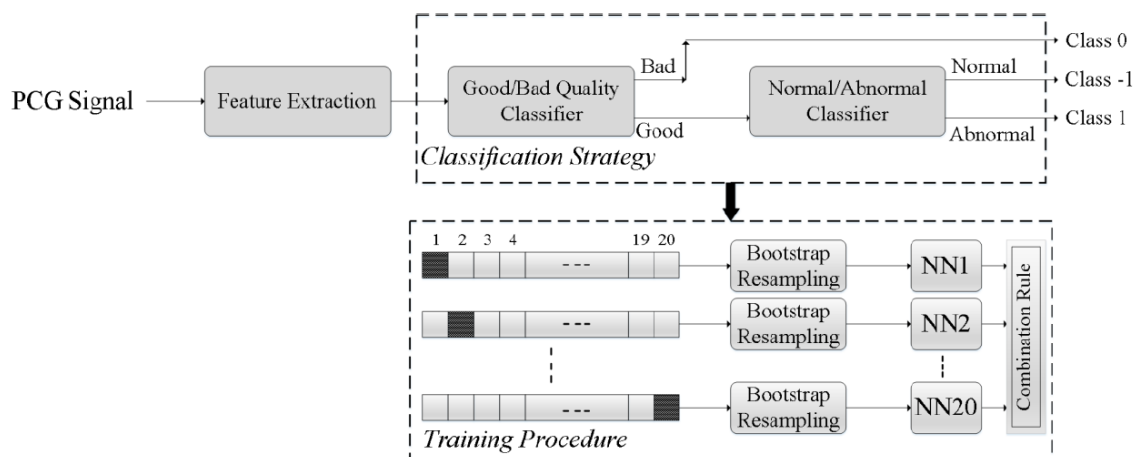 Class 0
Bad
Normal
PCG Signal
Feature Extraction
Good/Bad Quality
Classifier
Normal/Abnormal
Classifier
Class -1
Class 1
Good
Abnormal
Classification Strategy
1 2 3 4 19 20
---
Bootstrap
Resampling
NN1
---
Bootstrap
Resampling
NN2
---
Bootstrap
Resampling
NN20
Combination Rule
Training Procedure